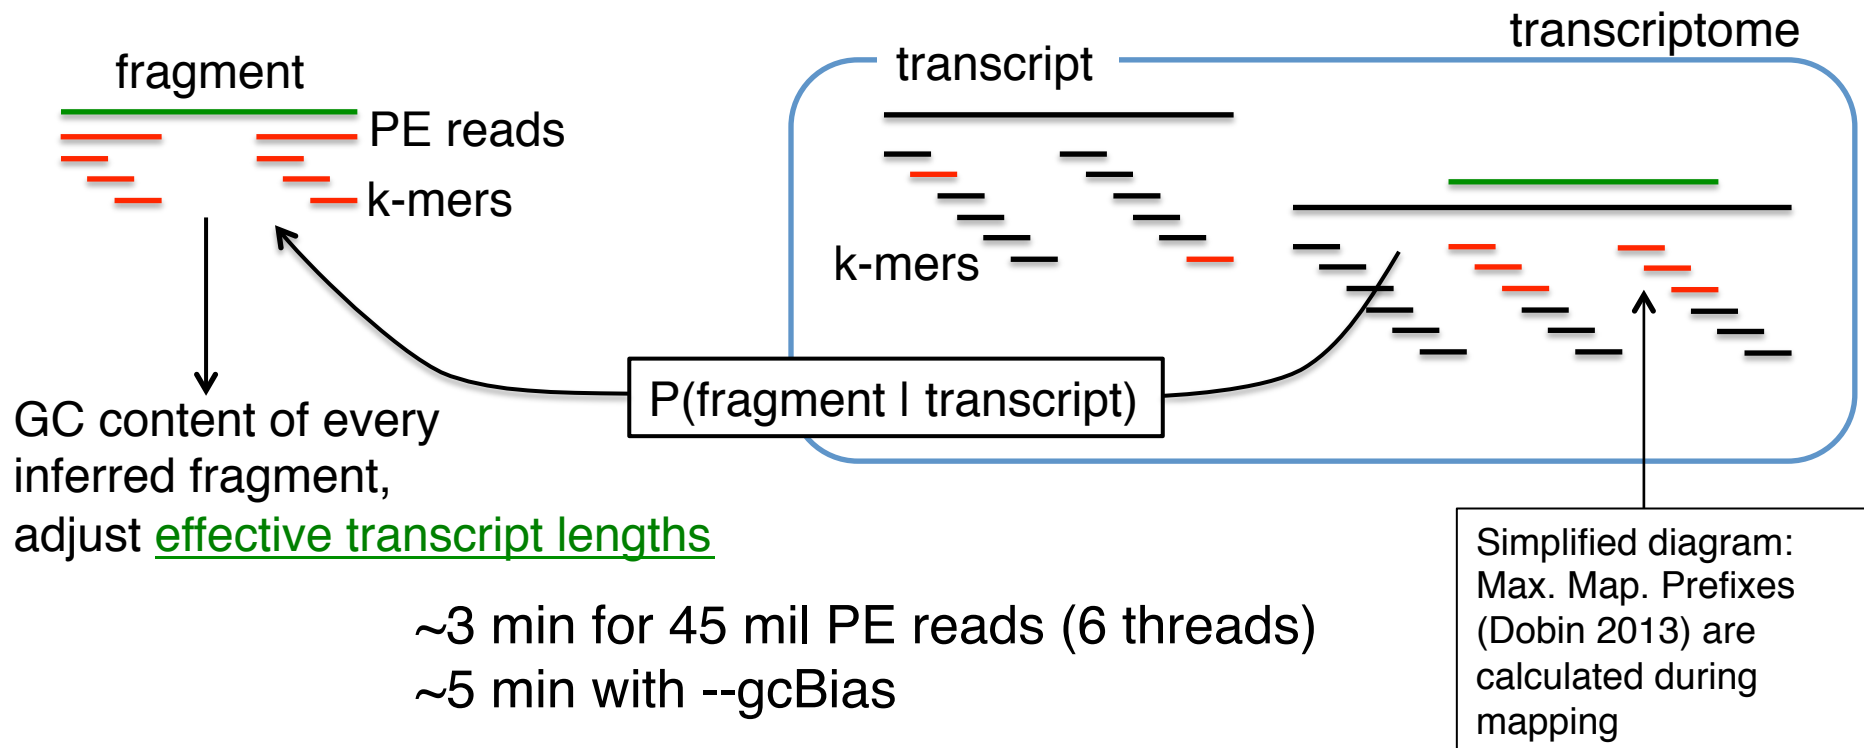 fragment
PE reads
k-mers
transcriptome
transcript
k-mers
P(fragment | transcript)
GC content of every
inferred fragment,
adjust effective transcript lengths
~3 min for 45 mil PE reads (6 threads)
~5 min with --gcBias
Simplified diagram:
Max. Map. Prefixes
(Dobin 2013) are
calculated during
mapping